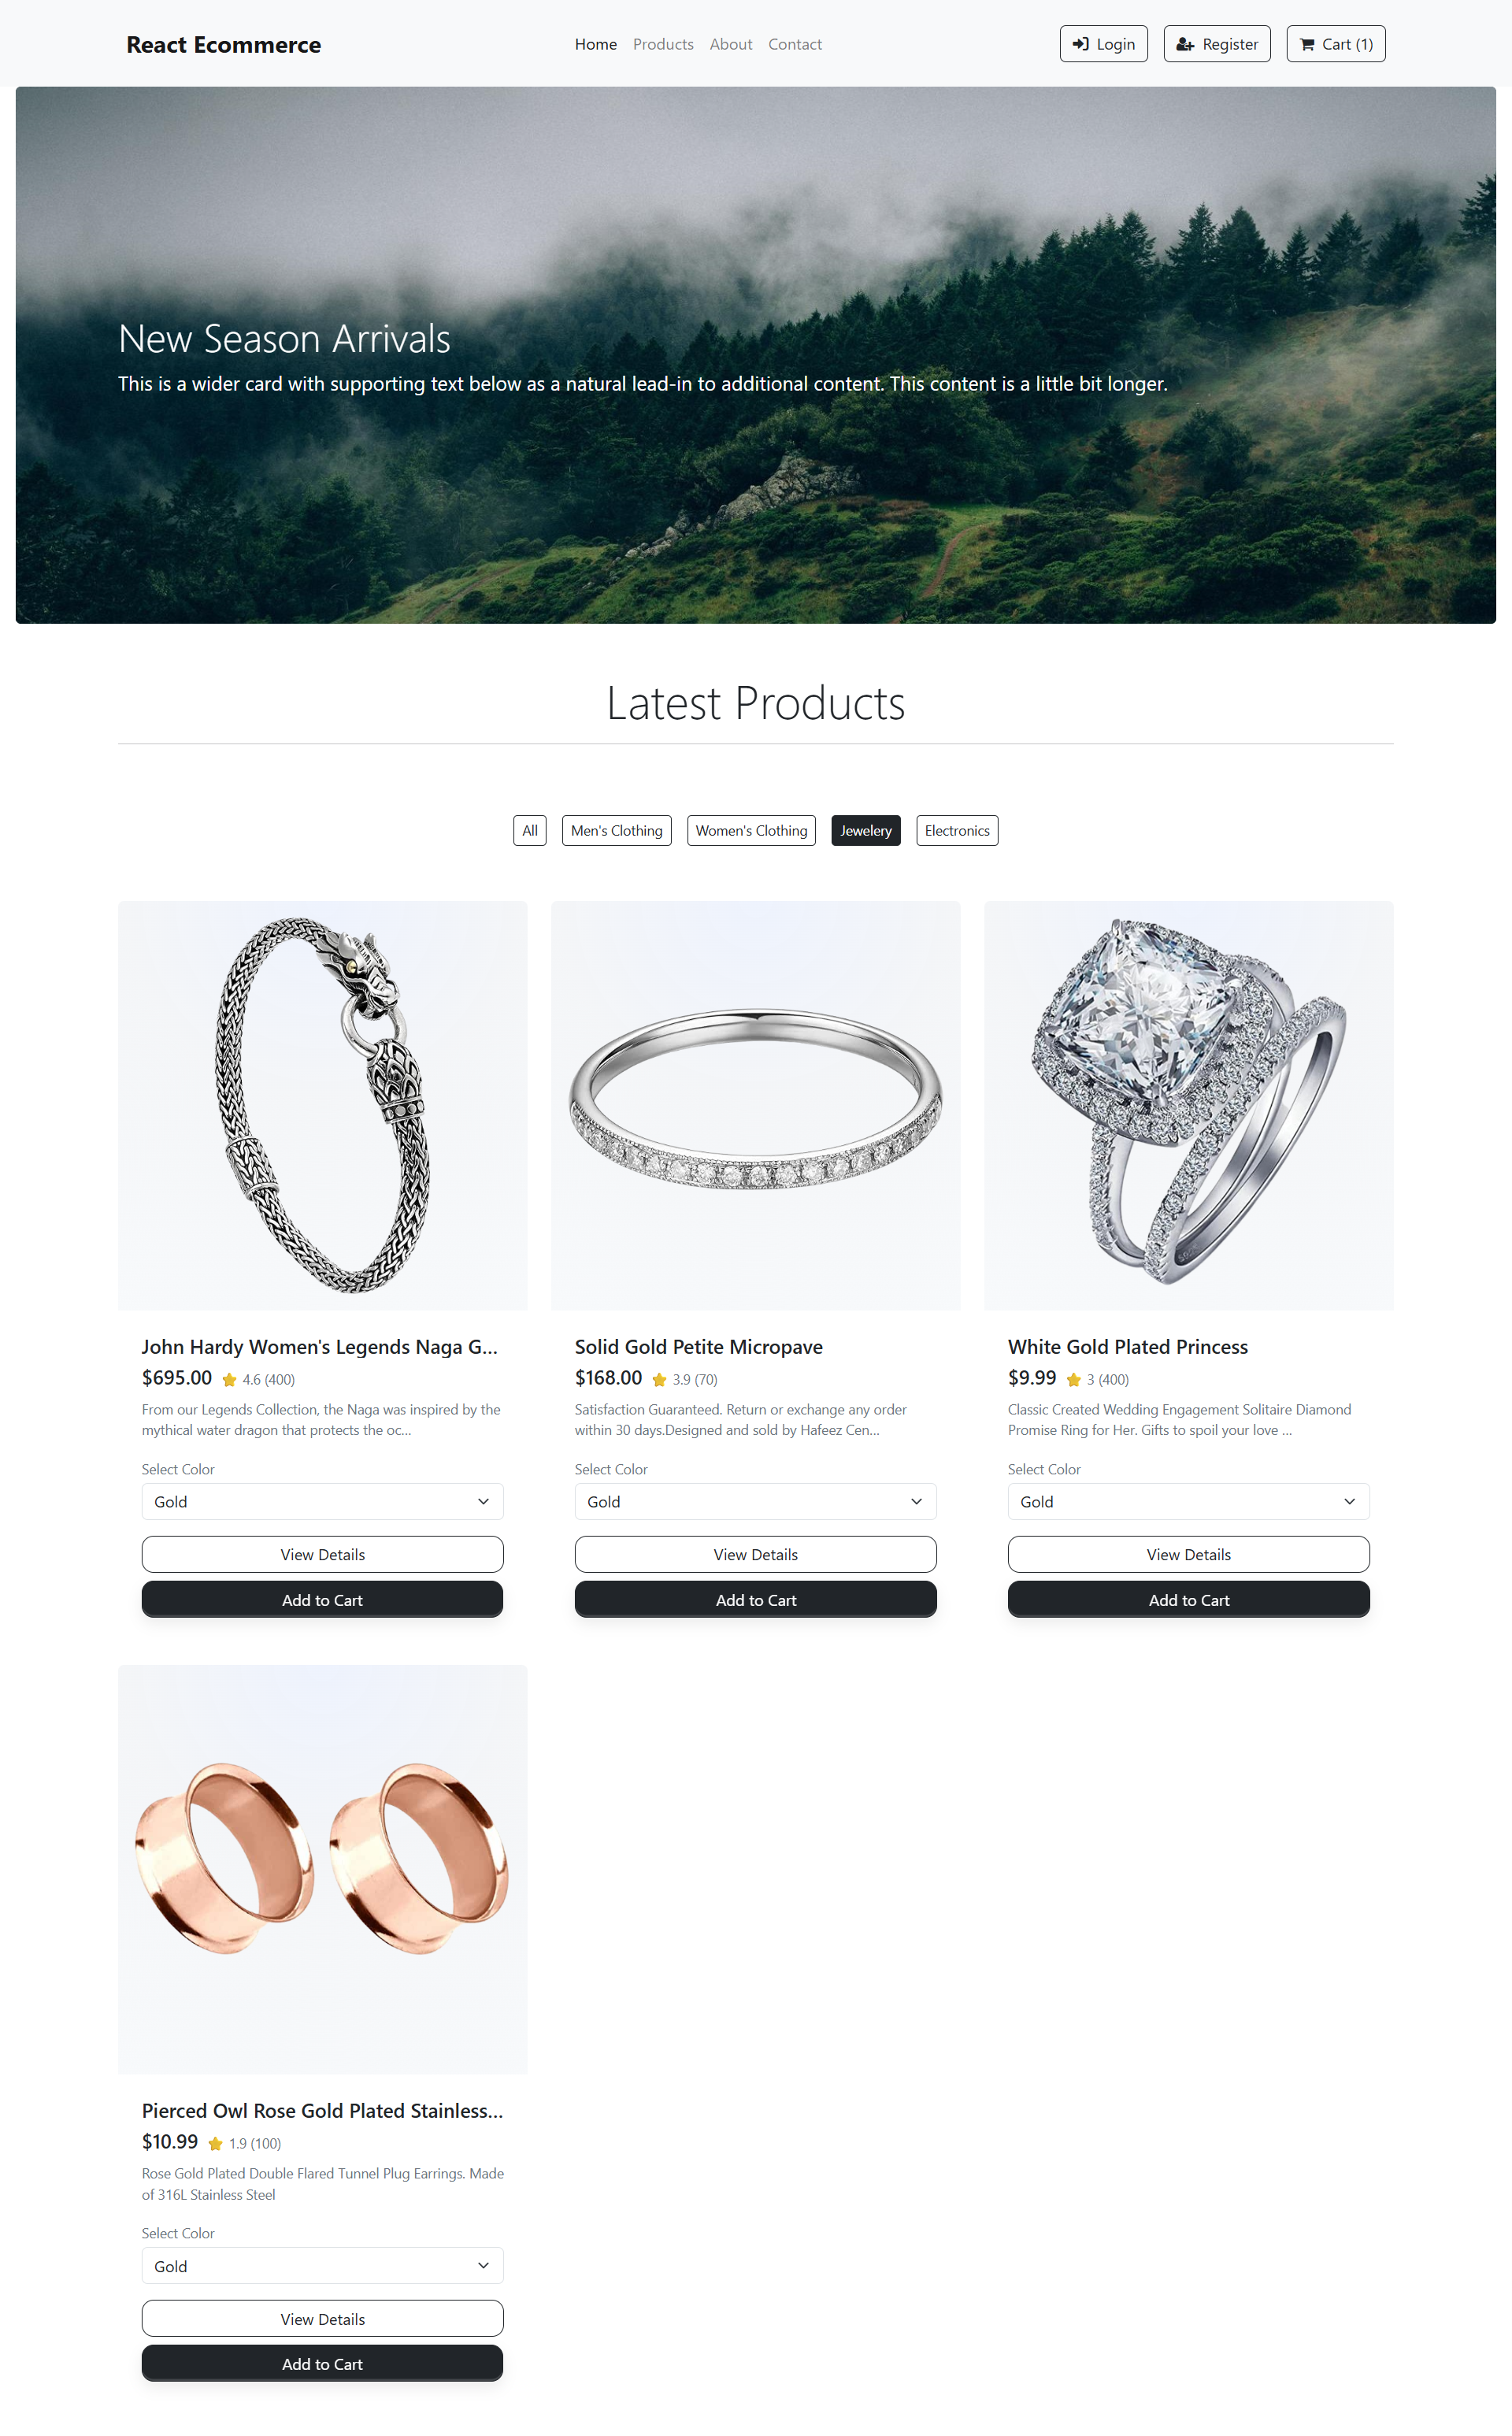 React Ecommerce
Home Products About Contact
Login Register Cart (1)
New Season Arrivals
This is a wider card with supporting text below as a natural lead-in to additional content. This content is a little bit longer.
Latest Products
All Men's Clothing Women's Clothing Jewelery Electronics
John Hardy Women's Legends Naga G...
$695.00 4.6 (400)
From our Legends Collection, the Naga was inspired by the
mythical water dragon that protects the oc...
Select Color
Gold
View Details
Add to Cart
Solid Gold Petite Micropave
$168.00 3.9 (70)
Satisfaction Guaranteed. Return or exchange any order
within 30 days.Designed and sold by Hafeez Cen...
Select Color
Gold
View Details
Add to Cart
White Gold Plated Princess
$9.99 3 (400)
Classic Created Wedding Engagement Solitaire Diamond
Promise Ring for Her. Gifts to spoil your love ...
Select Color
Gold
View Details
Add to Cart
Pierced Owl Rose Gold Plated Stainless...
$10.99 1.9 (100)
Rose Gold Plated Double Flared Tunnel Plug Earrings. Made
of 316L Stainless Steel
Select Color
Gold
View Details
Add to Cart